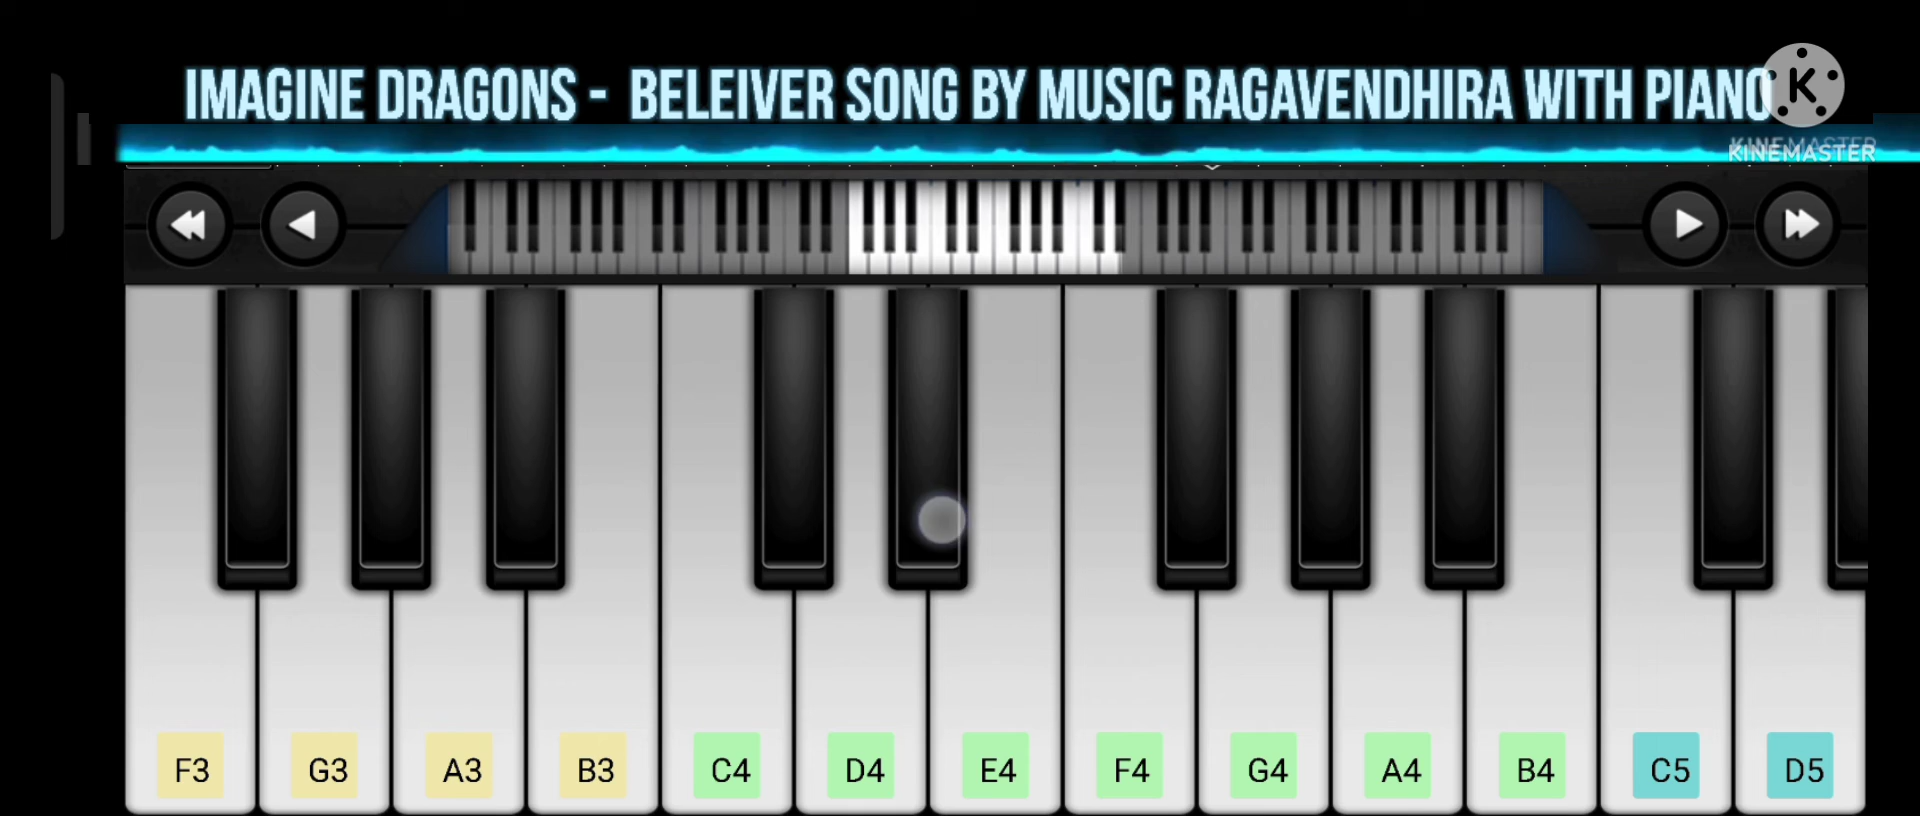 IMAGINE DRAGONS - BELEIVER SONG BY MUSIC RAGAVENDHIRA WITH PIANO
K
KINEMASTER
F3 G3 A3 B3 C4 D4 E4 F4 G4 A4 B4 C5 D5